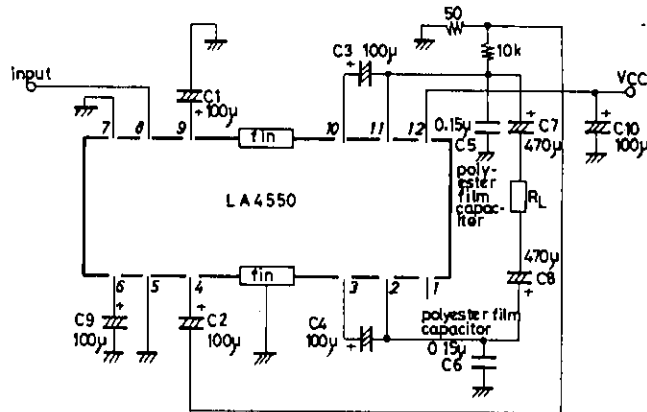 50
10k
C3 100μ
input
C1
100μ
VCC
7 8 9 fin 10 11 12
0.15μ
C5
C7
470μ
C10
100μ
polyester film capacitor
LA4550
RL
470μ
C8
6 5 4 fin 3 2 1
C9
100μ
C2
100μ
C4
100μ
polyester film
capacitor
0.15μ
C6